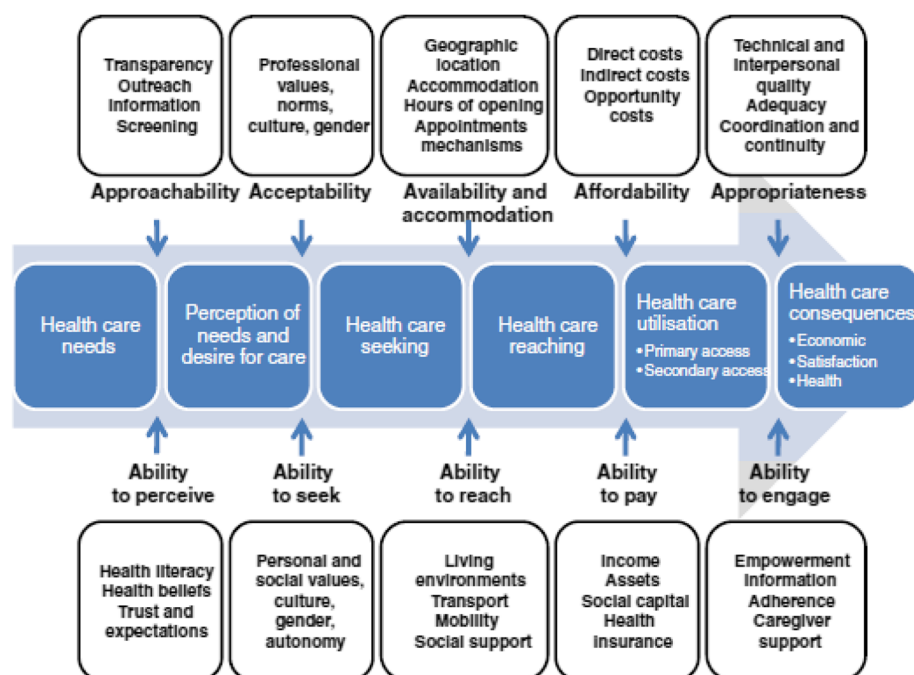 Transparency
Outreach
Information
Screening
Professional
values,
norms,
culture, gender
Geographic
location
Accommodation
Hours of opening
Appointments
mechanisms
Direct costs
Indirect costs
Opportunity
costs
Technical and
interpersonal
quality
Adequacy
Coordination and
continuity
Approachability
Acceptability
Availability and
accommodation
Affordability
Appropriateness
Health care
needs
Perception of
needs and
desire for care
Health care
seeking
Health care
reaching
Health care
utilisation
•Primary access
•Secondary access
Health care
consequences
•Economic
•Satisfaction
•Health
Ability
to perceive
Ability
to seek
Ability
to reach
Ability
to pay
Ability
to engage
Health literacy
Health beliefs
Trust and
expectations
Personal and
social values,
culture,
gender,
autonomy
Living
environments
Transport
Mobility
Social support
Income
Assets
Social capital
Health
Insurance
Empowerment
Information
Adherence
Caregiver
support